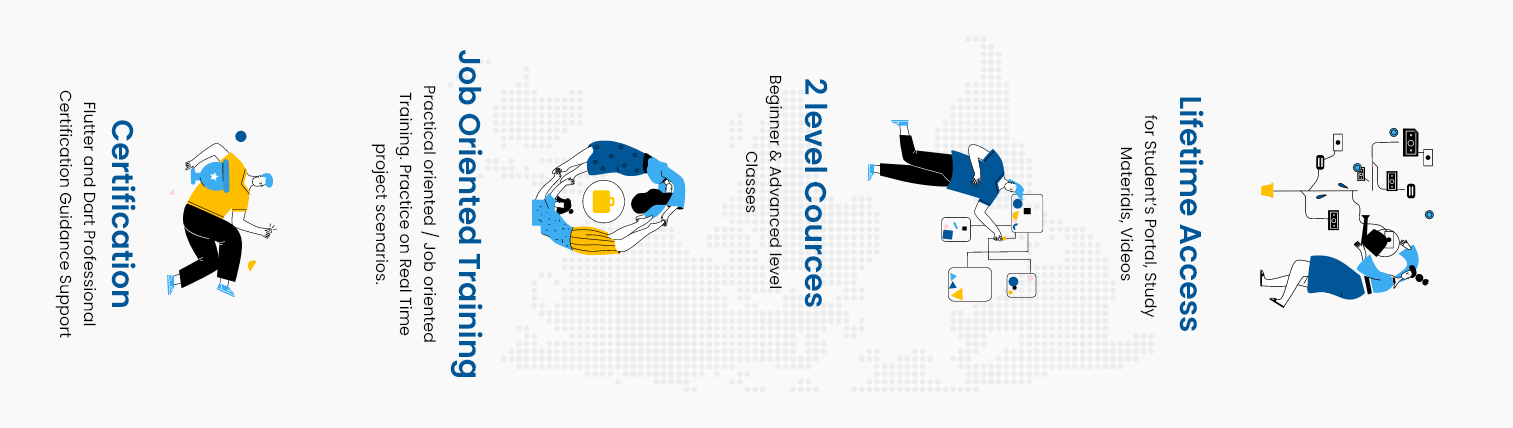 Lifetime Access
for Student's Portal, Study
Materials, Videos
2 level Cources
Beginner & Advanced level
Classes
Job Oriented Training
Practical oriented / Job oriented
Training. Practice on Real Time
project scenarios.
Certification
Flutter and Dart Professional
Certification Guidance Support